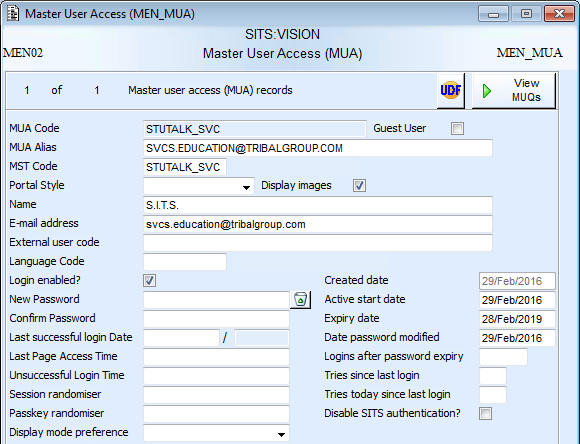 Master User Access (MEN_MUA)
SITS:VISION
MEN02 Master User Access (MUA) MEN_MUA
1 of 1 Master user access (MUA) records UDF View MUQs
MUA Code STUTALK_SVC Guest User
MUA Alias SVCS.EDUCATION@TRIBALGROUP.COM
MST Code STUTALK_SVC
Portal Style Display images
Name S.I.T.S.
E-mail address svcs.education@tribalgroup.com
External user code
Language Code
Login enabled? Created date 29/Feb/2016
New Password Active start date 29/Feb/2016
Confirm Password Expiry date 28/Feb/2019
Last successful login Date / Date password modified 29/Feb/2016
Last Page Access Time Logins after password expiry
Unsuccessful Login Time Tries since last login
Session randomiser Tries today since last login
Passkey randomiser Disable SITS authentication?
Display mode preference